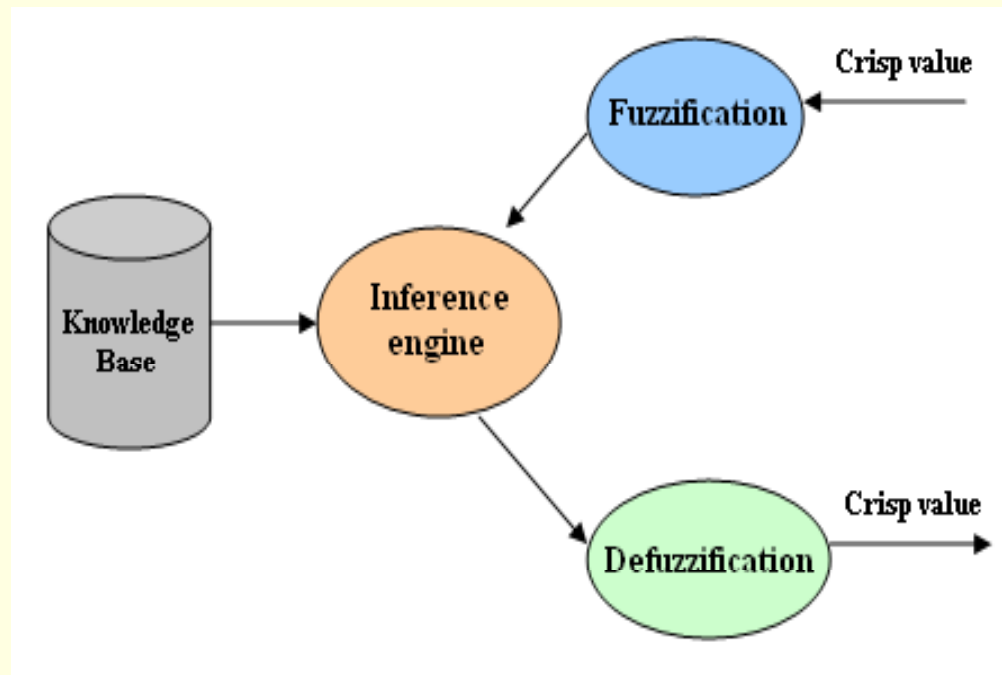 Crisp value
Fuzzification
Knowledge
Base
Inference
engine
Crisp value
Defuzzification